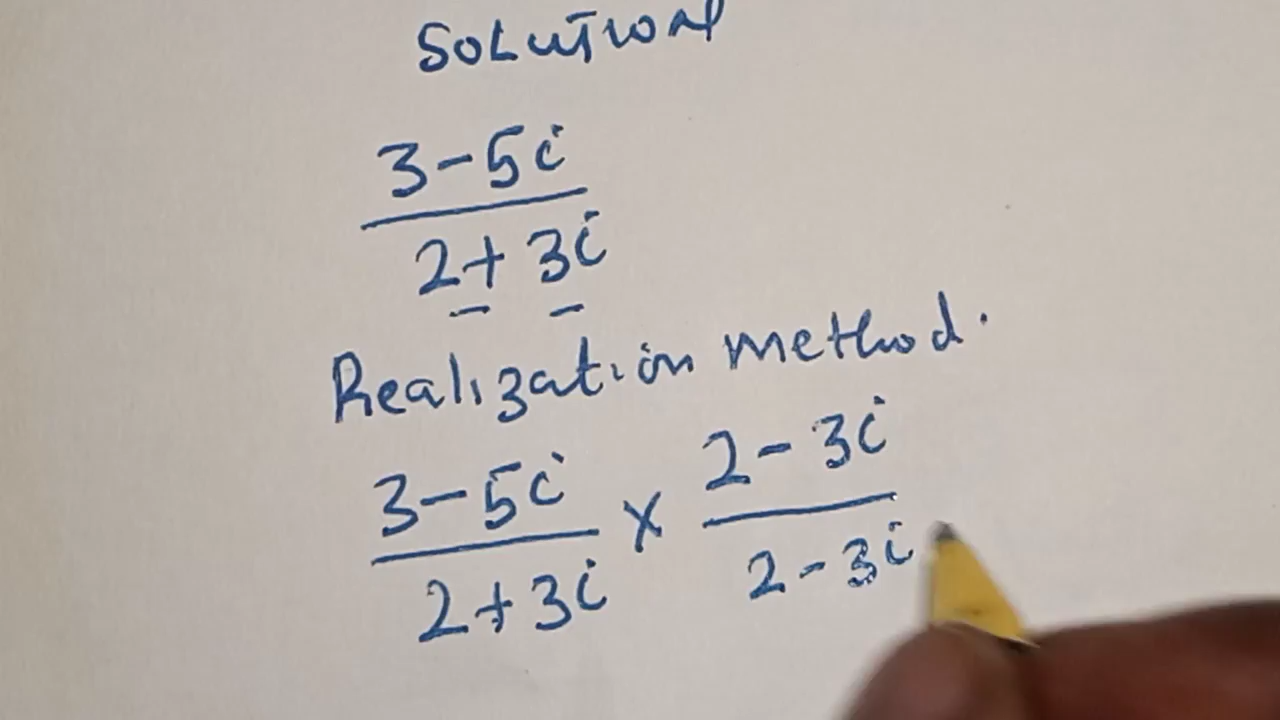 Solution
3-5i
2+3i
Realization method.
3-5i × 2-3i
2+3i 2-3i